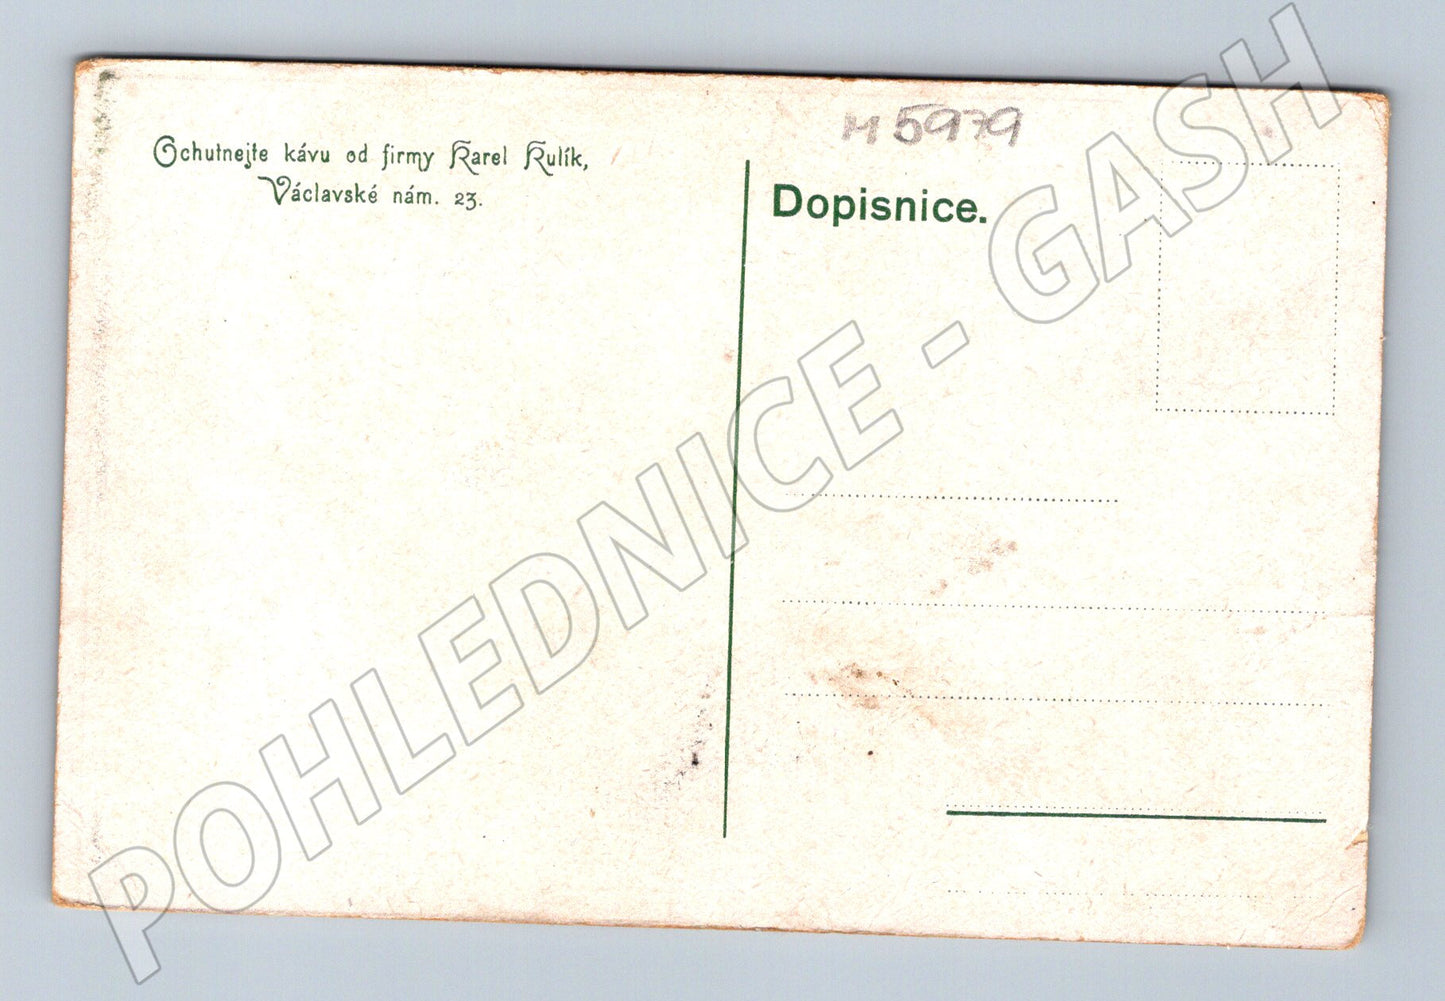 M 5979
Ochutnejte kávu od firmy Karel Kulík,
Václavské nám. 23.
Dopisnice.
POHLEDNICE - GASH